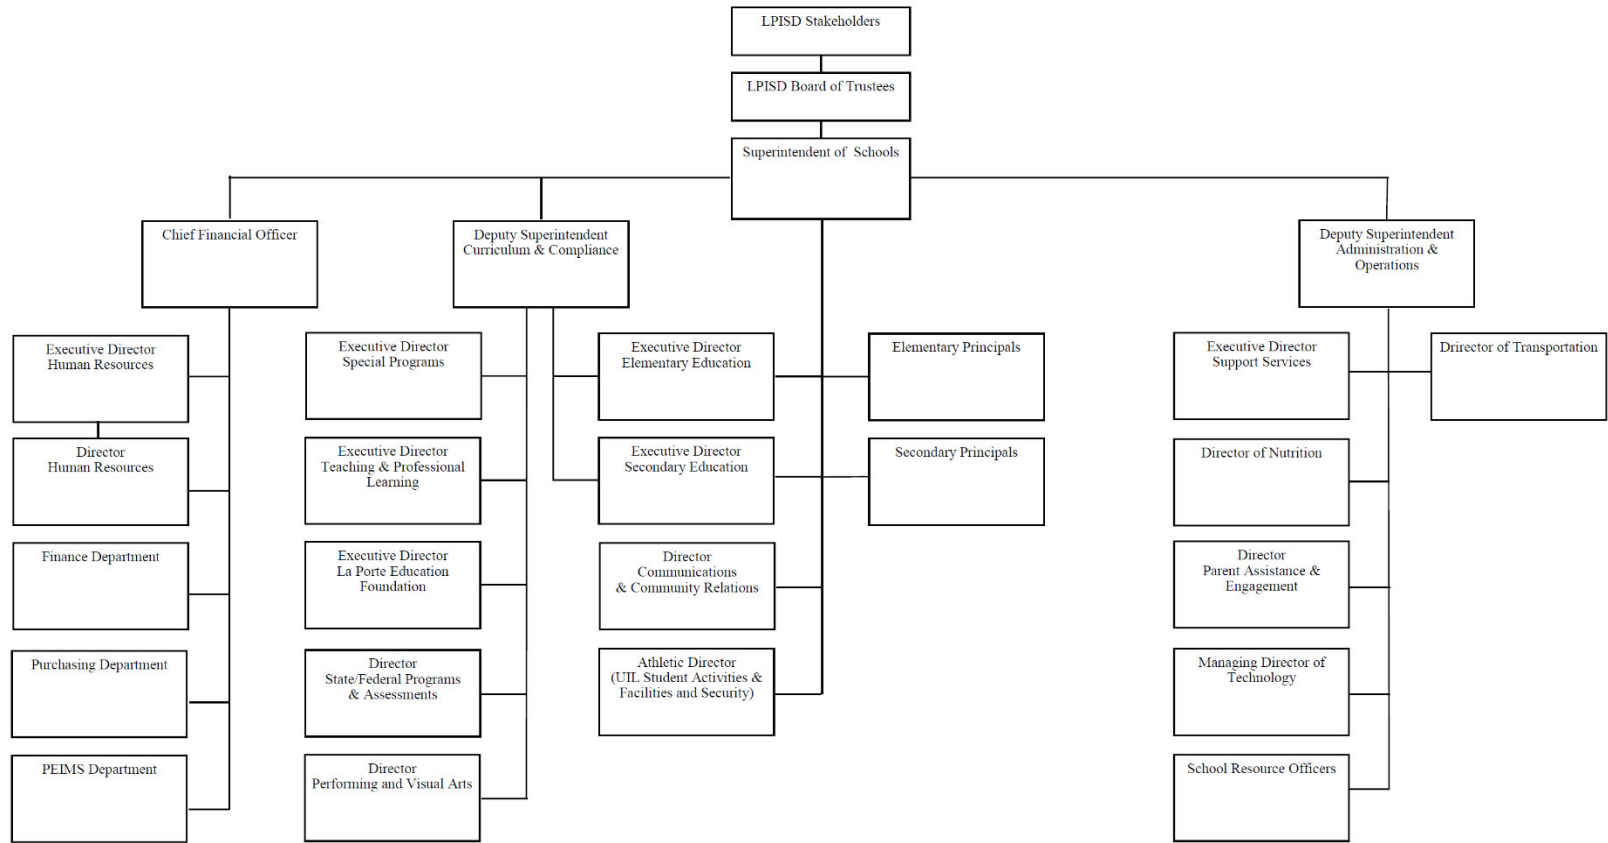 LPISD Stakeholders
LPISD Board of Trustees
Superintendent of Schools
Chief Financial Officer
Deputy Superintendent
Curriculum & Compliance
Deputy Superintendent
Administration &
Operations
Executive Director
Human Resources
Executive Director
Special Programs
Executive Director
Elementary Education
Elementary Principals
Executive Director
Support Services
Drirector of Transportation
Director
Human Resources
Executive Director
Teaching & Professional
Learning
Executive Director
Secondary Education
Secondary Principals
Director of Nutrition
Finance Department
Executive Director
La Porte Education
Foundation
Director
Communications
& Community Relations
Director
Parent Assistance &
Engagement
Purchasing Department
Director
State/Federal Programs
& Assessments
Athletic Director
(UIL Student Activities &
Facilities and Security)
Managing Director of
Technology
PEIMS Department
Director
Performing and Visual Arts
School Resource Officers